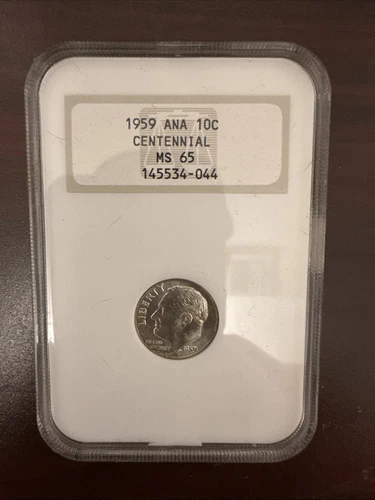 1959 ANA 10C
CENTENNIAL
MS 65
145534-044
LIBERTY